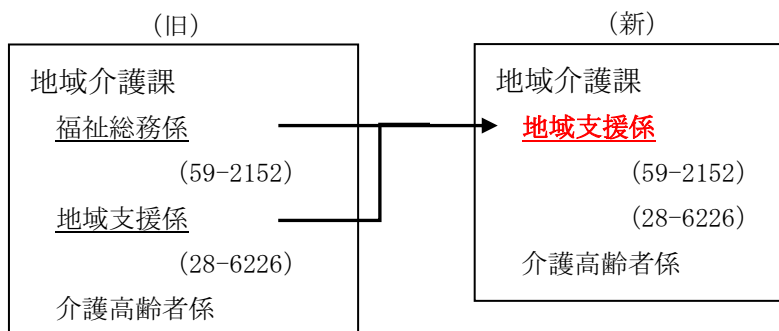 （旧）
地域介護課
福祉総務係
(59-2152)
地域支援係
(28-6226)
介護高齢者係
（新）
地域介護課
地域支援係
(59-2152)
(28-6226)
介護高齢者係